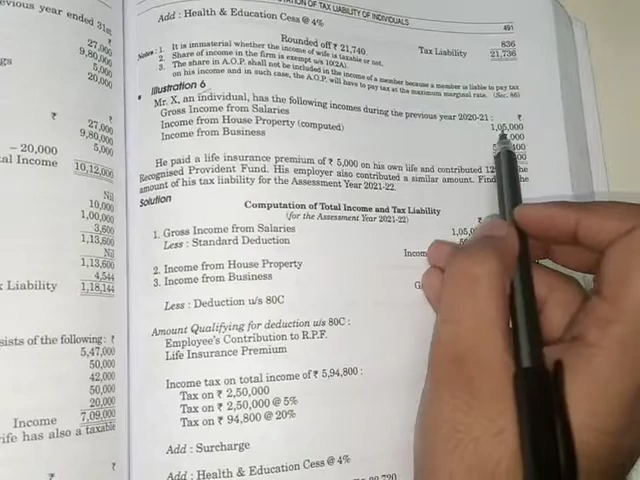 evious year ended 31st
27,000
9,80,000
5,000
20,000
₹
27,000
9,80,000
5,000
– 20,000
10,12,000
Nil
10,000
1,00,000
3,600
1,13,600
Nil
1,13,600
4,544
x Liability 1,18,144
sists of the following : ₹
5,47,000
50,000
42,000
50,000
20,000
Income 7,09,000
ife has also a taxable
₹
TATION OF TAX LIABILITY OF INDIVIDUALS
491
Add : Health & Education Cess @ 4%
836
Rounded off ₹ 21,740 Tax Liability 21,736
Notes : 1. It is immaterial whether the income of wife is taxable or not.
2. Share of income in the firm is exempt u/s 10(2A).
3. The share in A.O.P. shall not be included in the income of a member because a member is liable to pay tax
on his income and in such case, the A.O.P. will have to pay tax at the maximum marginal rate. (Sec. 86)
Illustration 6
Mr. X, an individual, has the following incomes during the previous year 2020-21 : ₹
Gross Income from Salaries 1,05,000
Income from House Property (computed)
Income from Business
He paid a life insurance premium of ₹ 5,000 on his own life and contributed
Recognised Provident Fund. His employer also contributed a similar amount. Find
amount of his tax liability for the Assessment Year 2021-22.
Solution
Computation of Total Income and Tax Liability
(for the Assessment Year 2021-22)
1. Gross Income from Salaries
Less : Standard Deduction
2. Income from House Property
3. Income from Business
Less : Deduction u/s 80C
Amount Qualifying for deduction u/s 80C :
Employee's Contribution to R.P.F.
Life Insurance Premium
Income tax on total income of ₹ 5,94,800 :
Tax on ₹ 2,50,000
Tax on ₹ 2,50,000 @ 5%
Tax on ₹ 94,800 @ 20%
Add : Surcharge
Add : Health & Education Cess @ 4%